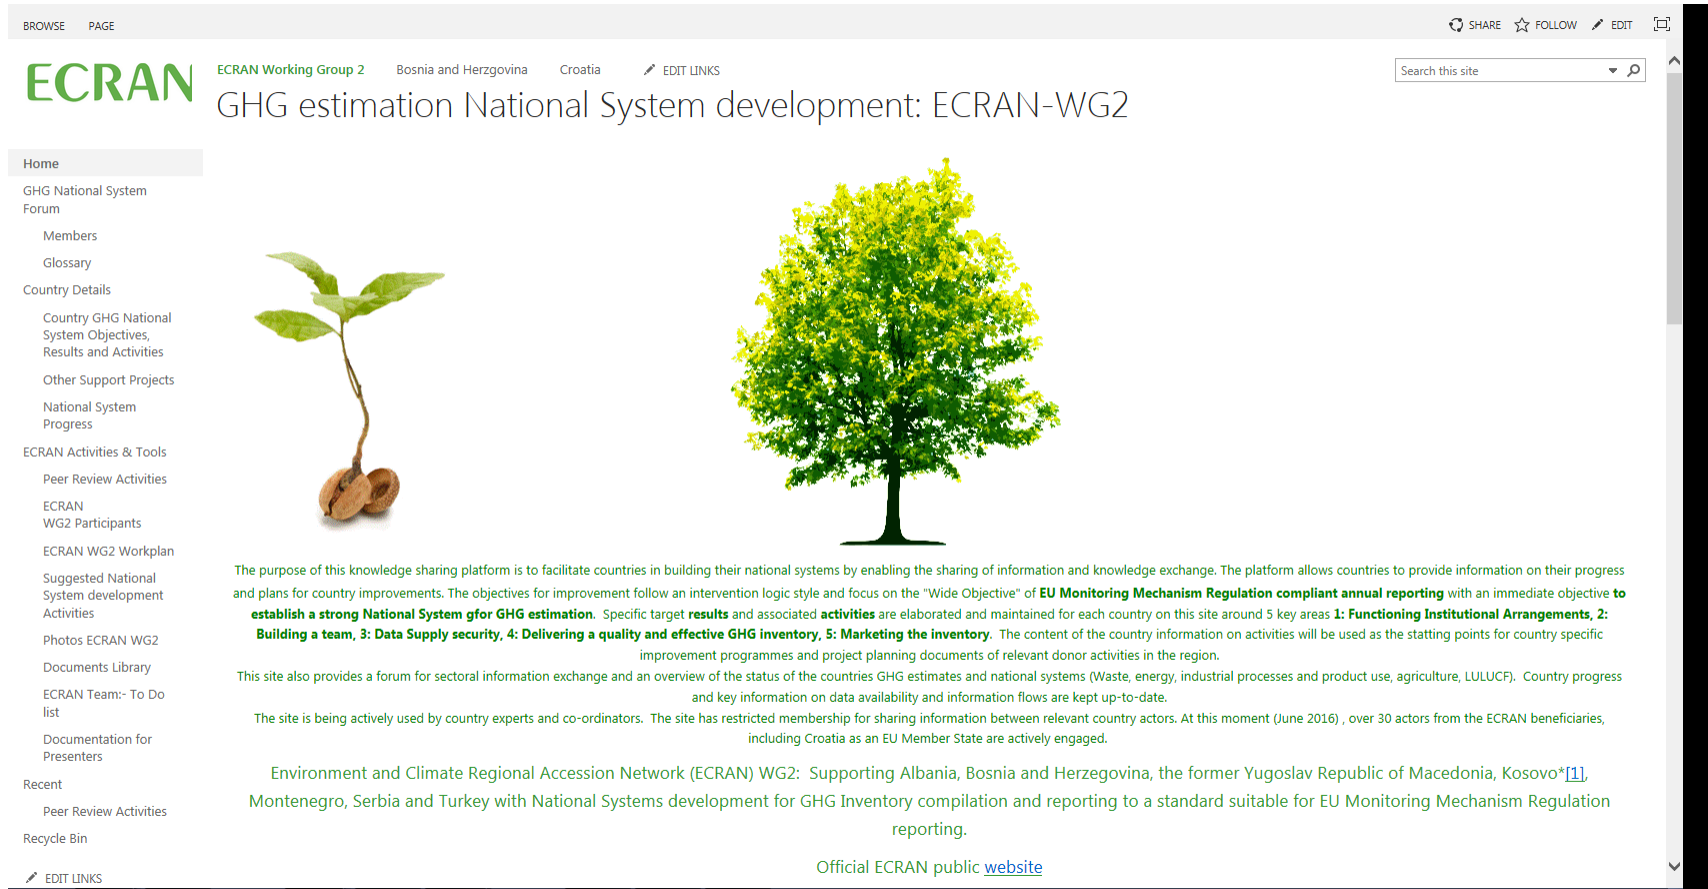 BROWSE PAGE SHARE FOLLOW EDIT
ECRAN
ECRAN Working Group 2 Bosnia and Herzgovina Croatia EDIT LINKS
Search this site
GHG estimation National System development: ECRAN-WG2
Home
GHG National System
Forum
Members
Glossary
Country Details
Country GHG National
System Objectives,
Results and Activities
Other Support Projects
National System
Progress
ECRAN Activities & Tools
Peer Review Activities
ECRAN
WG2 Participants
ECRAN WG2 Workplan
Suggested National
System development
Activities
Photos ECRAN WG2
Documents Library
ECRAN Team:- To Do
list
Documentation for
Presenters
Recent
Peer Review Activities
Recycle Bin
EDIT LINKS
The purpose of this knowledge sharing platform is to facilitate countries in building their national systems by enabling the sharing of information and knowledge exchange. The platform allows countries to provide information on their progress
and plans for country improvements. The objectives for improvement follow an intervention logic style and focus on the "Wide Objective" of EU Monitoring Mechanism Regulation compliant annual reporting with an immediate objective to
establish a strong National System gfor GHG estimation. Specific target results and associated activities are elaborated and maintained for each country on this site around 5 key areas 1: Functioning Institutional Arrangements, 2:
Building a team, 3: Data Supply security, 4: Delivering a quality and effective GHG inventory, 5: Marketing the inventory. The content of the country information on activities will be used as the statting points for country specific
improvement programmes and project planning documents of relevant donor activities in the region.
This site also provides a forum for sectoral information exchange and an overview of the status of the countries GHG estimates and national systems (Waste, energy, industrial processes and product use, agriculture, LULUCF). Country progress
and key information on data availability and information flows are kept up-to-date.
The site is being actively used by country experts and co-ordinators. The site has restricted membership for sharing information between relevant country actors. At this moment (June 2016) , over 30 actors from the ECRAN beneficiaries,
including Croatia as an EU Member State are actively engaged.
Environment and Climate Regional Accession Network (ECRAN) WG2: Supporting Albania, Bosnia and Herzegovina, the former Yugoslav Republic of Macedonia, Kosovo*[1],
Montenegro, Serbia and Turkey with National Systems development for GHG Inventory compilation and reporting to a standard suitable for EU Monitoring Mechanism Regulation
reporting.
Official ECRAN public website